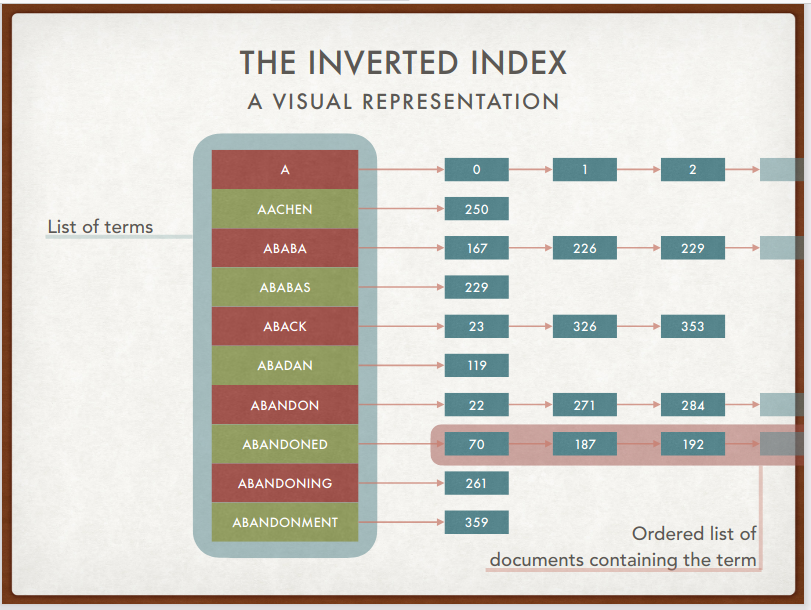 THE INVERTED INDEX
A VISUAL REPRESENTATION
List of terms
A 0 1 2
AACHEN 250
ABABA 167 226 229
ABABAS 229
ABACK 23 326 353
ABADAN 119
ABANDON 22 271 284
ABANDONED 70 187 192
ABANDONING 261
ABANDONMENT 359
Ordered list of
documents containing the term